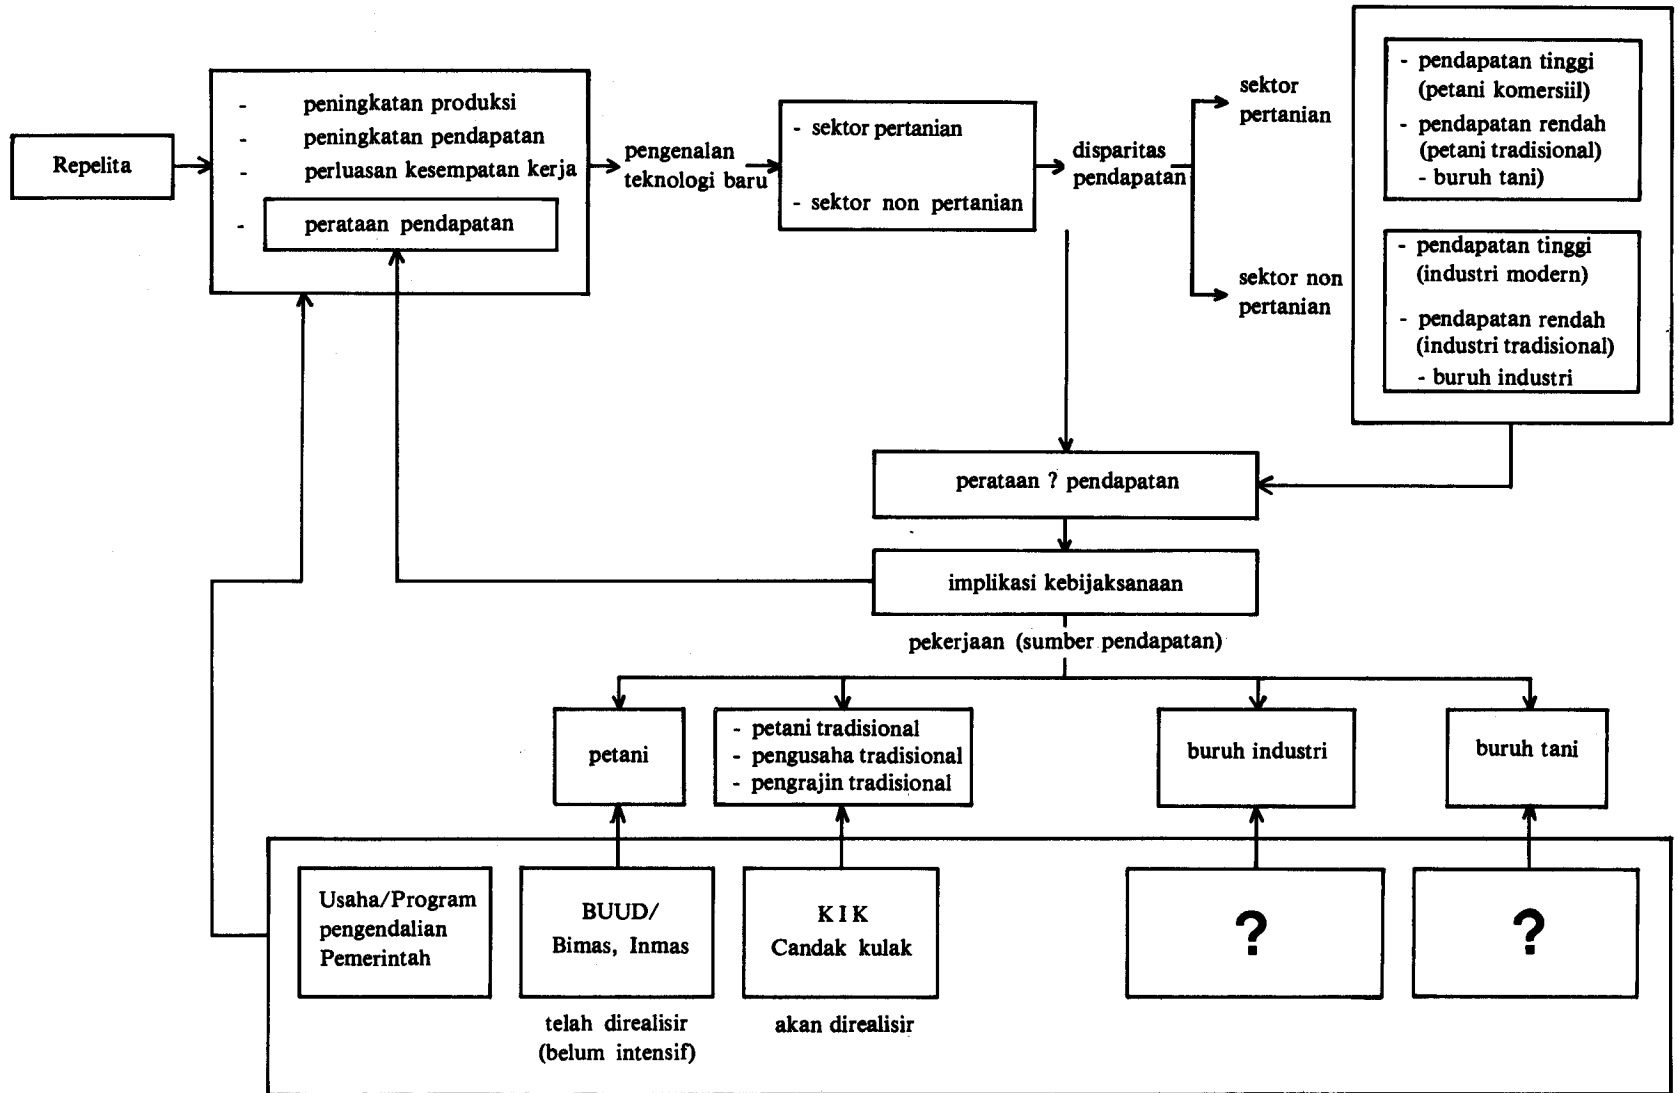 Repelita
- peningkatan produksi
- peningkatan pendapatan
- perluasan kesempatan kerja
- perataan pendapatan
pengenalan
teknologi baru
- sektor pertanian
- sektor non pertanian
disparitas
pendapatan
sektor
pertanian
sektor non
pertanian
- pendapatan tinggi
(petani komersiil)
- pendapatan rendah
(petani tradisional)
- buruh tani)
- pendapatan tinggi
(industri modern)
- pendapatan rendah
(industri tradisional)
- buruh industri
perataan ? pendapatan
implikasi kebijaksanaan
pekerjaan (sumber pendapatan)
petani
- petani tradisional
- pengusaha tradisional
- pengrajin tradisional
buruh industri
buruh tani
Usaha/Program
pengendalian
Pemerintah
BUUD/
Bimas, Inmas
telah direalisir
(belum intensif)
KIK
Candak kulak
akan direalisir
?
?